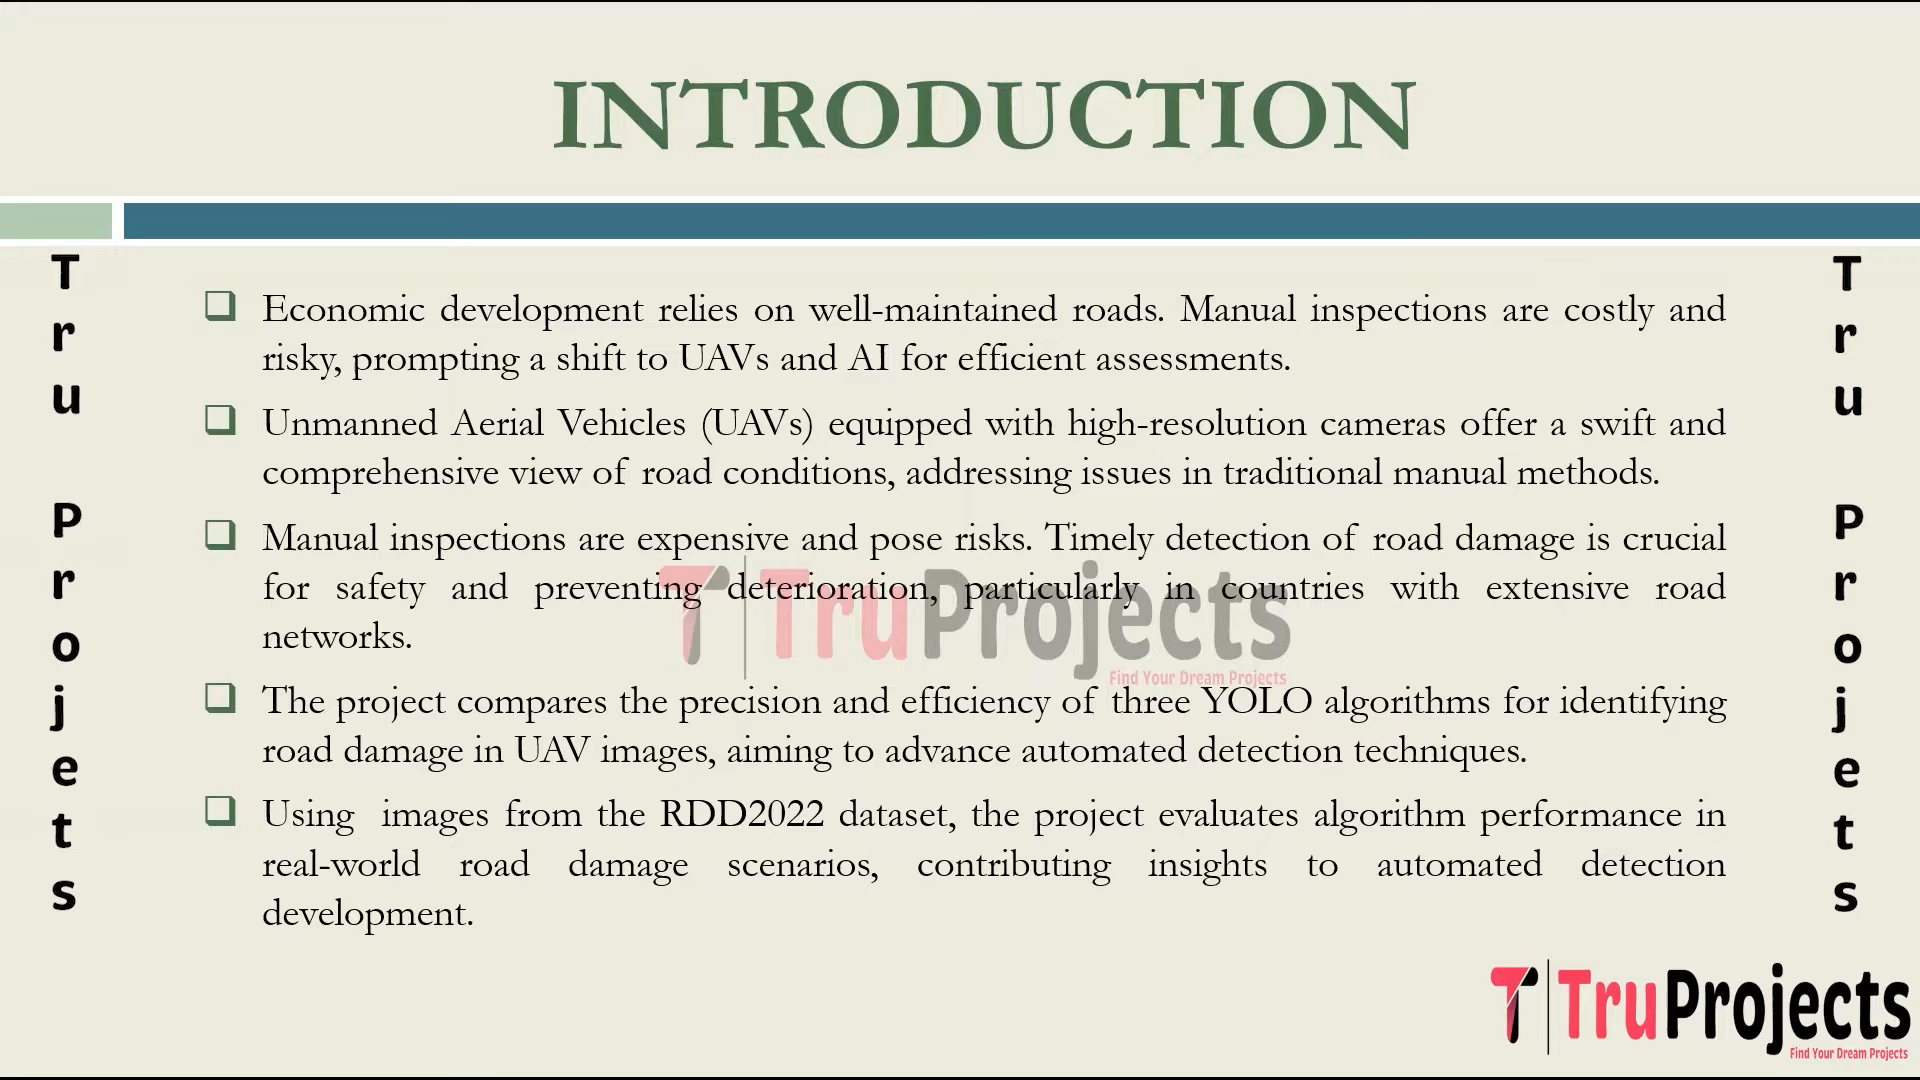 INTRODUCTION
T
r
u
P
r
o
j
e
t
s
Economic development relies on well-maintained roads. Manual inspections are costly and
risky, prompting a shift to UAVs and AI for efficient assessments.
Unmanned Aerial Vehicles (UAVs) equipped with high-resolution cameras offer a swift and
comprehensive view of road conditions, addressing issues in traditional manual methods.
Manual inspections are expensive and pose risks. Timely detection of road damage is crucial
for safety and preventing deterioration, particularly in countries with extensive road
networks.
The project compares the precision and efficiency of three YOLO algorithms for identifying
road damage in UAV images, aiming to advance automated detection techniques.
Using images from the RDD2022 dataset, the project evaluates algorithm performance in
real-world road damage scenarios, contributing insights to automated detection
development.
TruProjects
Find Your Dream Projects
T
r
u
P
r
o
j
e
t
s
TruProjects
Find Your Dream Projects